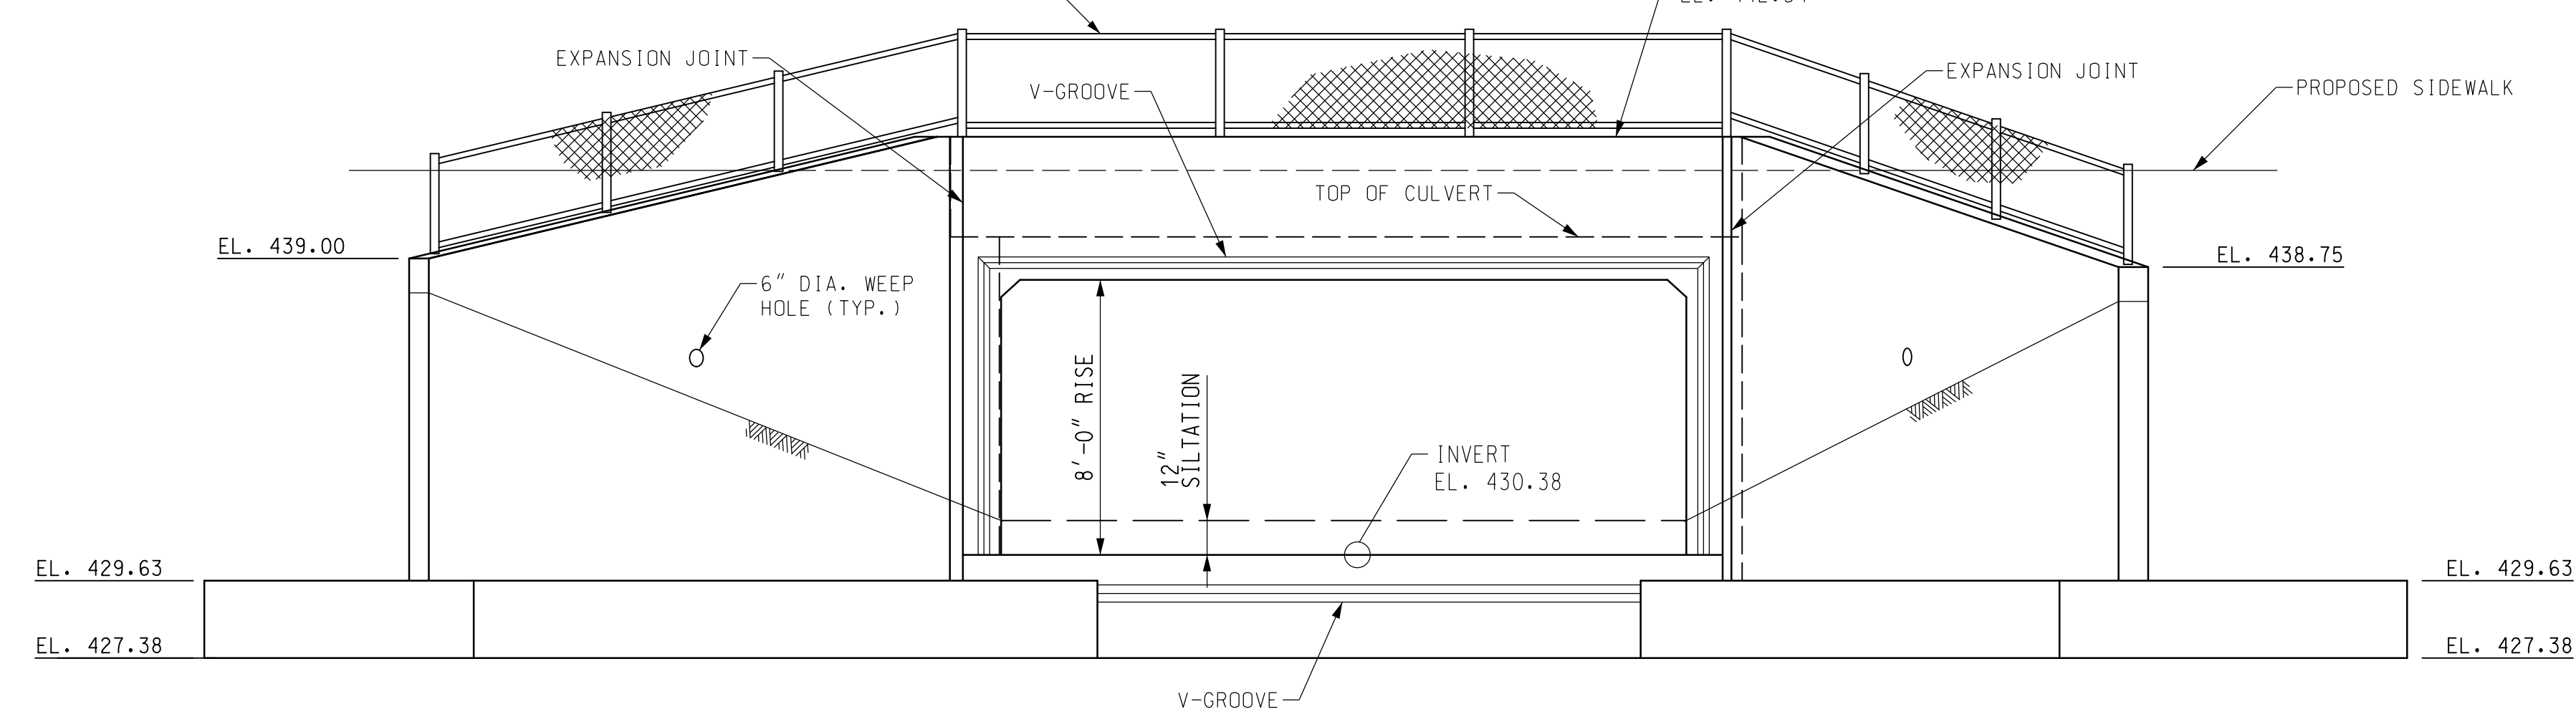 EXPANSION JOINT
V-GROOVE
EXPANSION JOINT
PROPOSED SIDEWALK
TOP OF CULVERT
EL. 439.00
EL. 438.75
6" DIA. WEEP
HOLE (TYP.)
8'-0" RISE
12"
SILTATION
INVERT
EL. 430.38
EL. 429.63
EL. 429.63
EL. 427.38
EL. 427.38
V-GROOVE